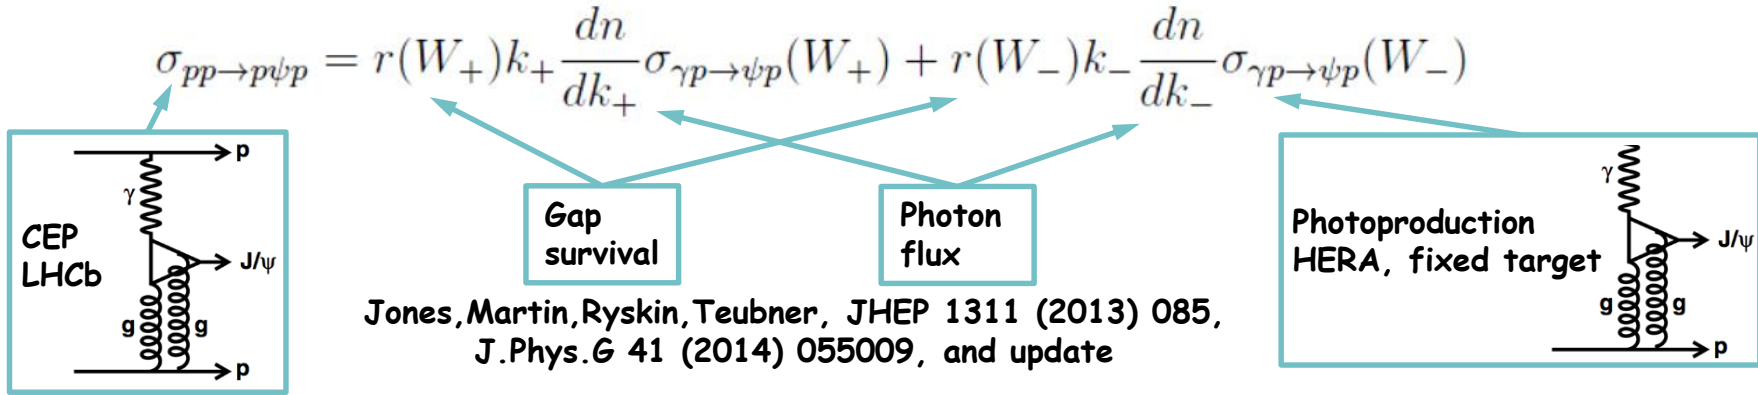 σ_{pp→pψp} = r(W_+)k_+ \frac{dn}{dk_+} σ_{γp→ψp}(W_+) + r(W_-)k_- \frac{dn}{dk_-} σ_{γp→ψp}(W_-)
CEP
LHCb
p
γ
J/ψ
g g
p
Gap
survival
Photon
flux
Photoproduction
HERA, fixed target
γ
J/ψ
g g
p
Jones,Martin,Ryskin,Teubner, JHEP 1311 (2013) 085,
J.Phys.G 41 (2014) 055009, and update